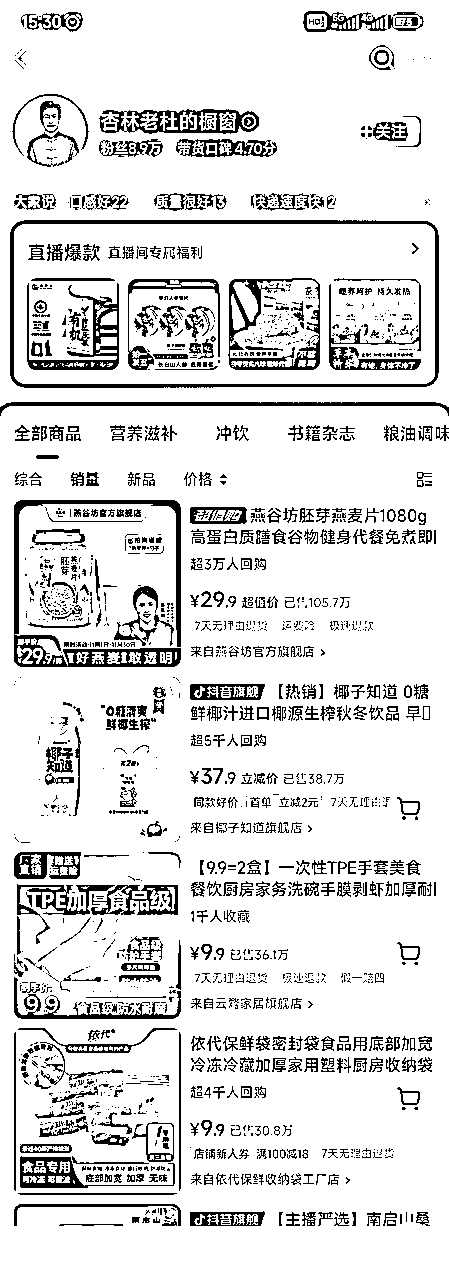 15:30
杏林老杜的橱窗
粉丝8.9万 带货口碑 4.70分
关注
大家说 口感好22 质量很好13 快递速度快12
直播爆款 直播间专属福利
有机
暖养呵护 持久发热
全部商品 营养滋补 冲饮 书籍杂志 粮油调味
综合 销量 新品 价格
燕谷坊官方旗舰店
¥29.9
超值购 燕谷坊胚芽燕麦片1080g
高蛋白质膳食谷物健身代餐免煮即
超3万人回购
¥29.9 超值价 已售105.7万
7天无理由退货 运费险 极速退款
来自燕谷坊官方旗舰店
"0糖清爽
鲜椰生榨"
椰子知道
抖音旗舰 【热销】椰子知道 0糖
鲜椰汁进口椰源生榨秋冬饮品 早
超5千人回购
¥37.9 立减价 已售38.7万
同款好价 首单立减2元 7天无理由退
来自椰子知道旗舰店
TPE加厚食品级
9.9
食品级 防水耐磨
【9.9=2盒】一次性TPE手套美食
餐饮厨房家务洗碗手膜剥虾加厚耐
1千人收藏
¥9.9 已售36.1万
7天无理由退货 极速退款 假一赔四
来自云鹜家居旗舰店
依代
食品专用
底部加宽 加厚 无味
依代保鲜袋密封袋食品用底部加宽
冷冻冷藏加厚家用塑料厨房收纳袋
超4千人回购
¥9.9 已售30.8万
店铺新人券 满100减18 7天无理由退货
来自依代保鲜收纳袋工厂店
抖音旗舰 【主播严选】南启山桑